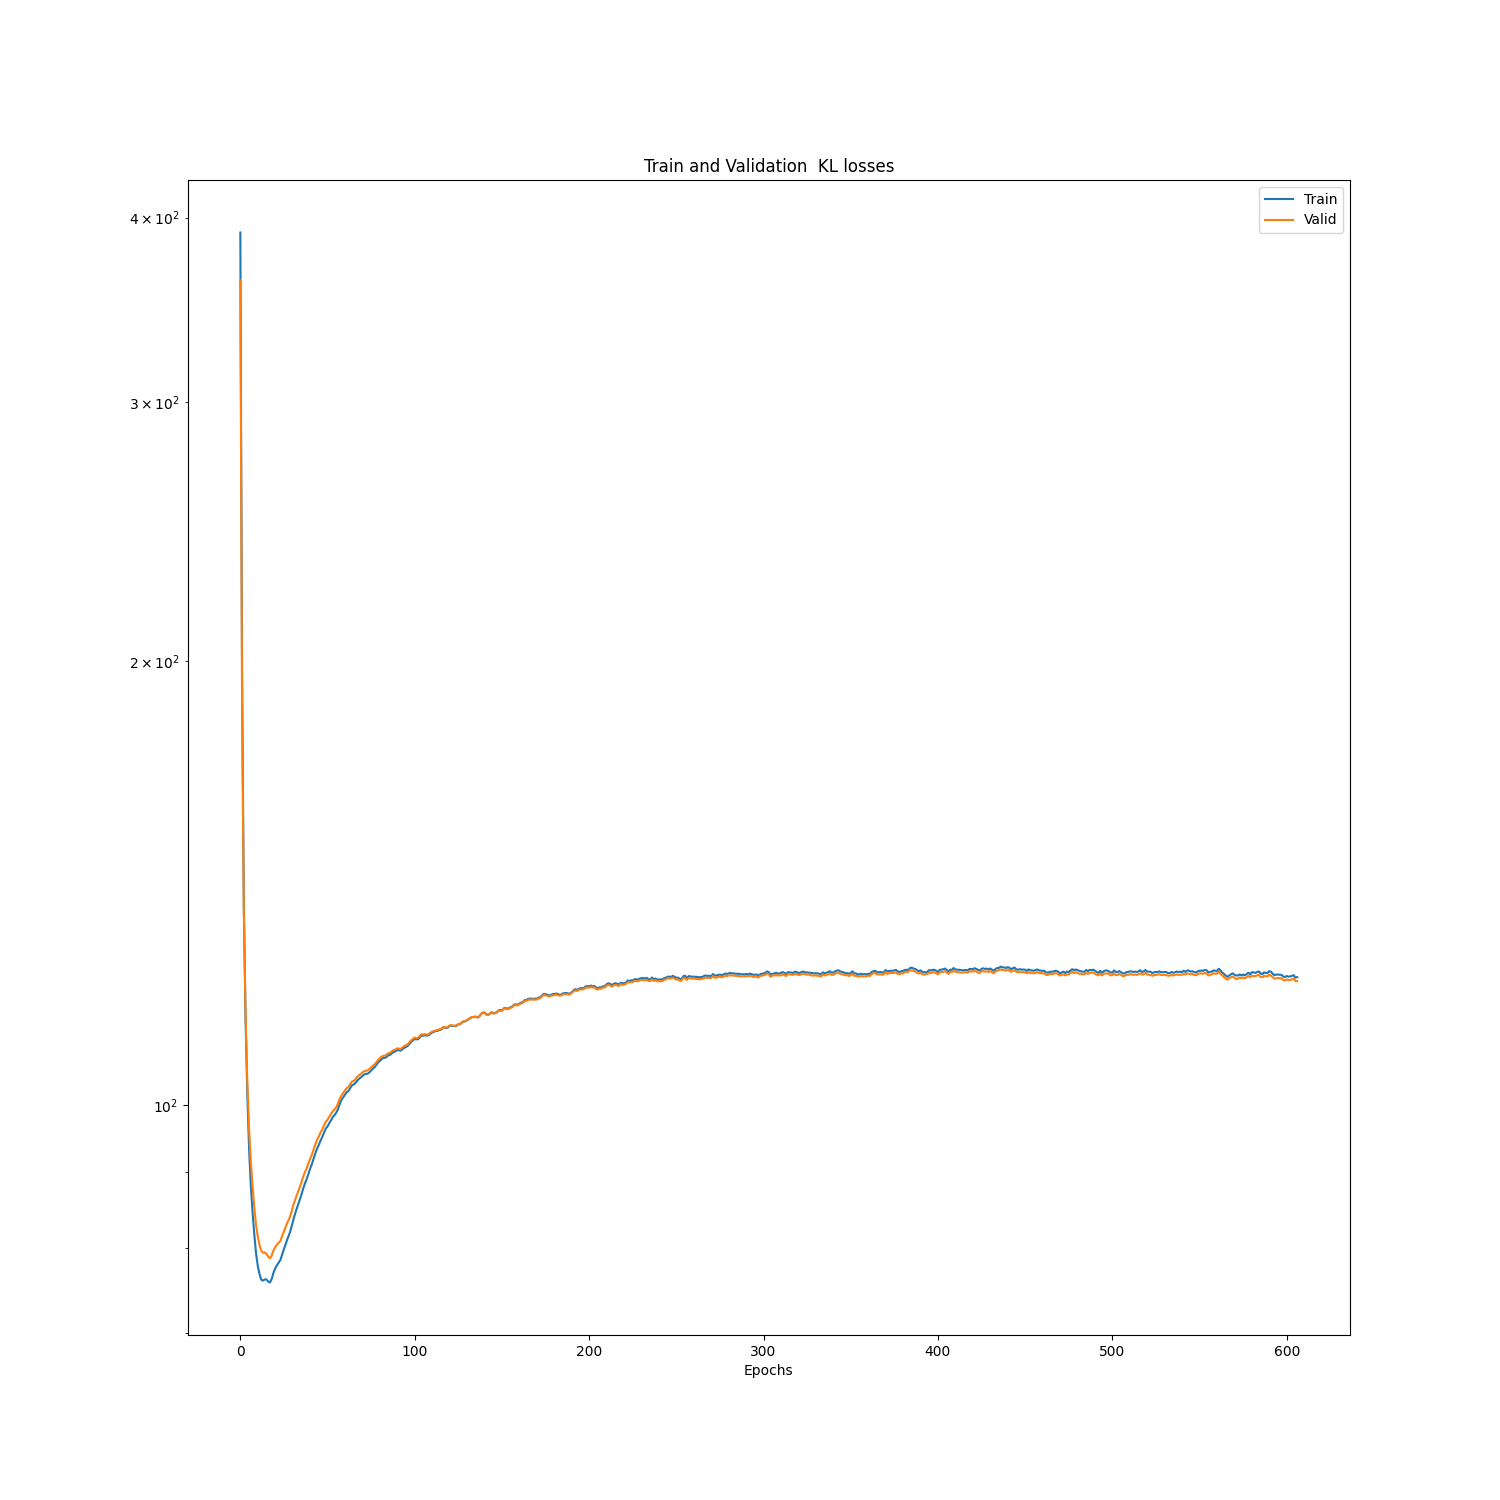 Train and Validation  KL losses
4 × 10²
3 × 10²
2 × 10²
10²
Train
Valid
0
100
200
300
400
500
600
Epochs